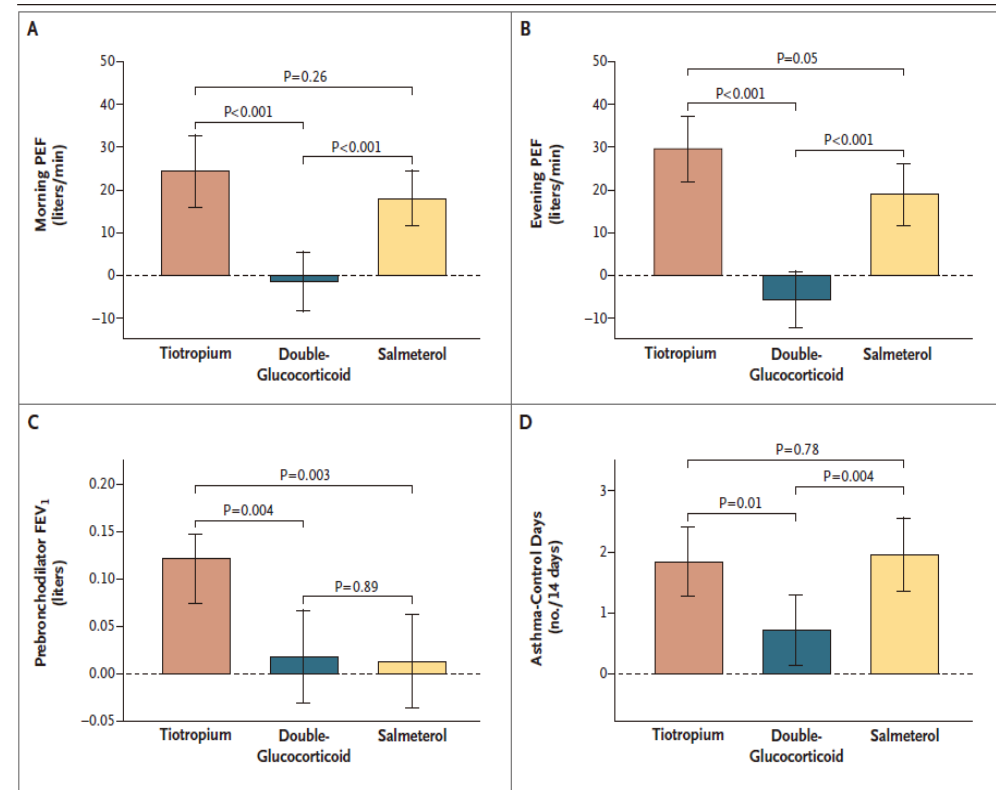 A
Morning PEF
(liters/min)
50
40
30
20
10
0
−10
P=0.26
P<0.001
P<0.001
Tiotropium
Double-
Glucocorticoid
Salmeterol
B
Evening PEF
(liters/min)
50
40
30
20
10
0
−10
P=0.05
P<0.001
P<0.001
Tiotropium
Double-
Glucocorticoid
Salmeterol
C
Prebronchodilator FEV₁
(liters)
0.20
0.15
0.10
0.05
0.00
−0.05
P=0.003
P=0.004
P=0.89
Tiotropium
Double-
Glucocorticoid
Salmeterol
D
Asthma-Control Days
(no./14 days)
3
2
1
0
P=0.78
P=0.004
P=0.01
Tiotropium
Double-
Glucocorticoid
Salmeterol